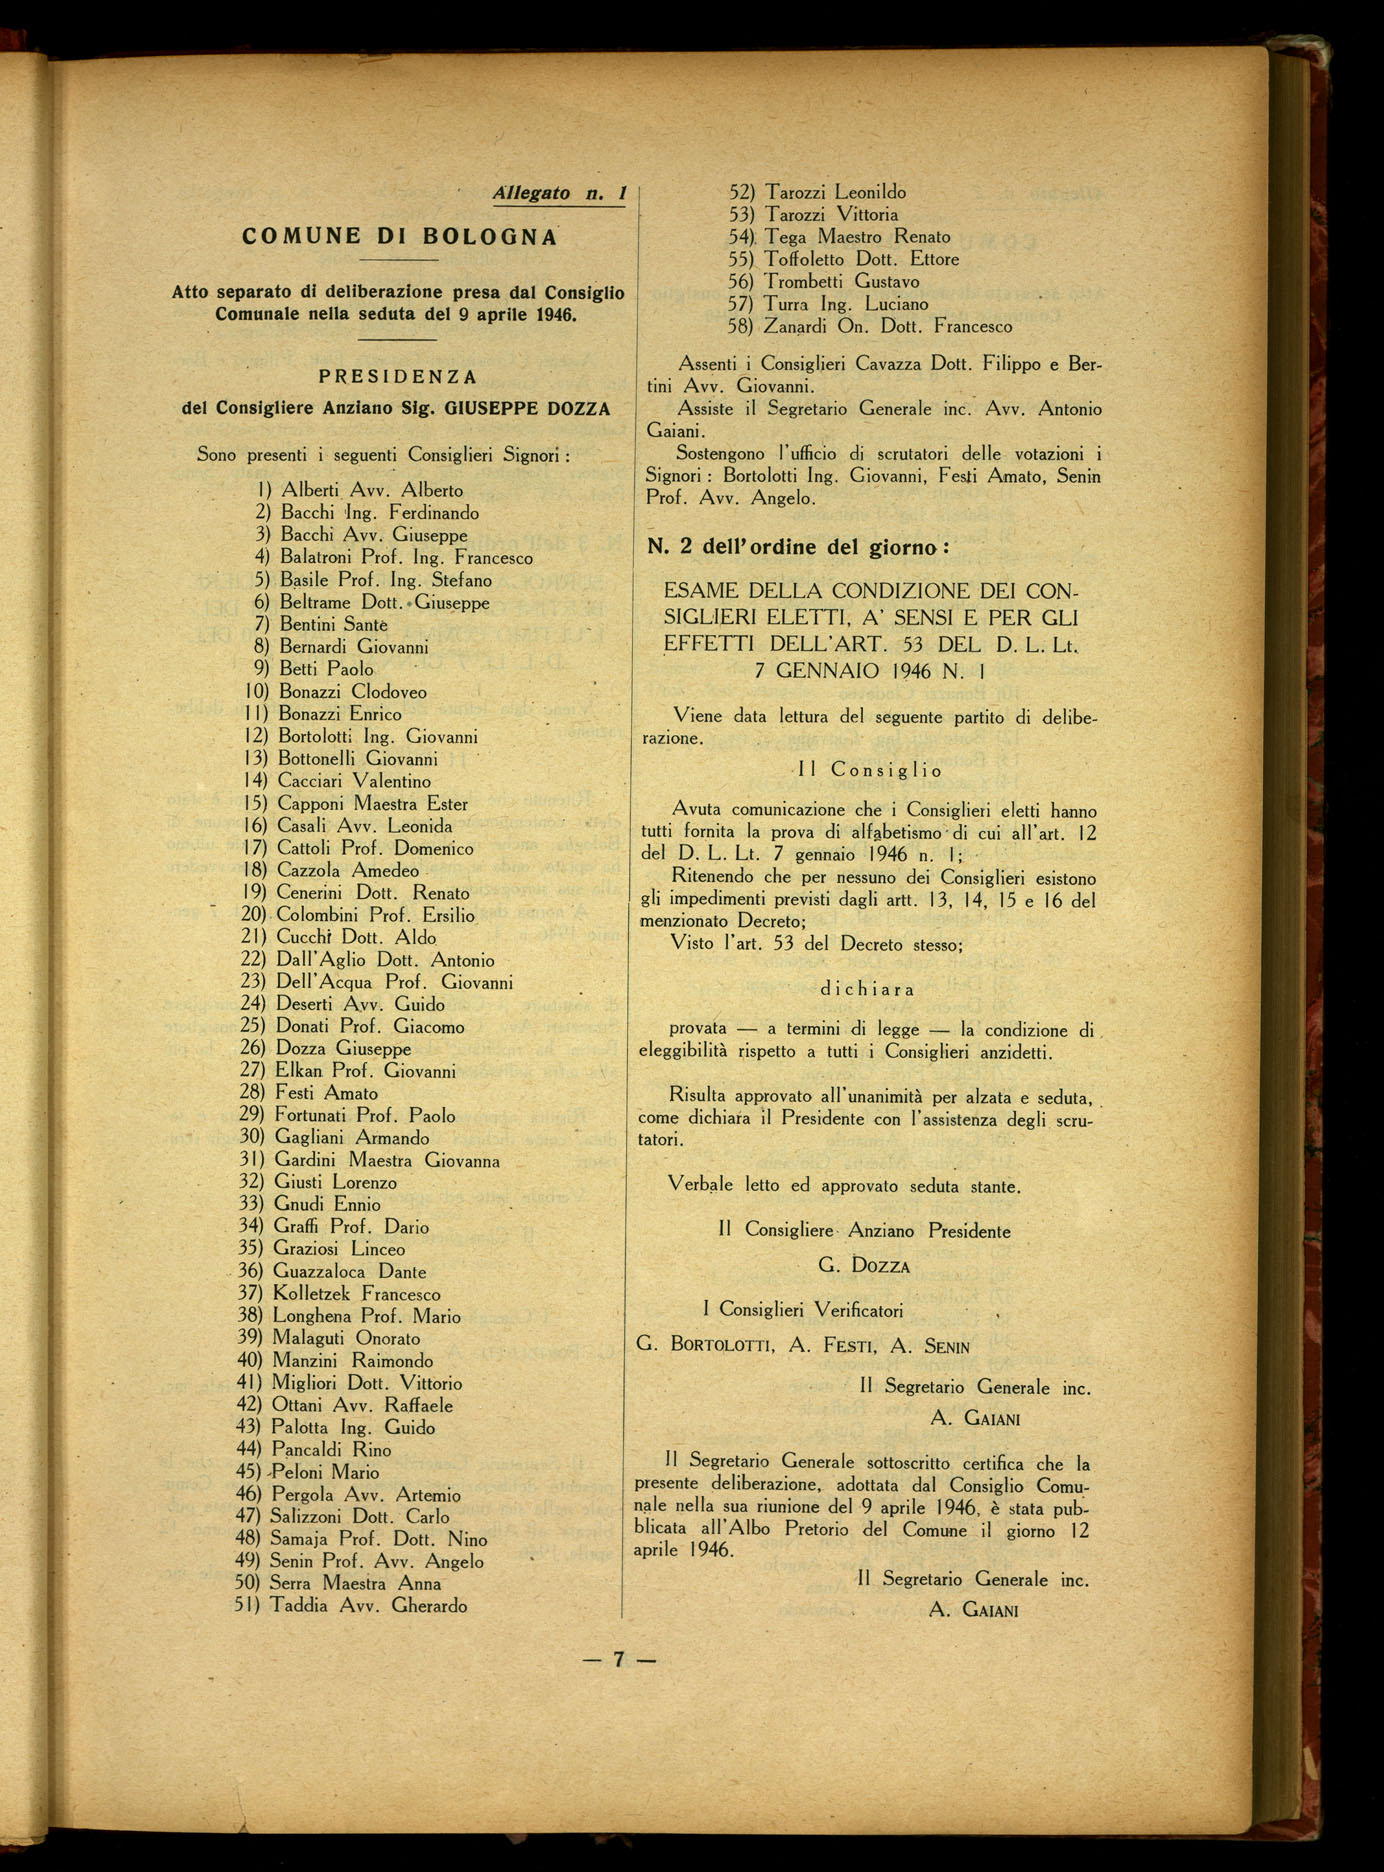 Allegato n. 1
COMUNE DI BOLOGNA
Atto separato di deliberazione presa dal Consiglio
Comunale nella seduta del 9 aprile 1946.
PRESIDENZA
del Consigliere Anziano Sig. GIUSEPPE DOZZA
Sono presenti i seguenti Consiglieri Signori :
1) Alberti Avv. Alberto
2) Bacchi Ing. Ferdinando
3) Bacchi Avv. Giuseppe
4) Balatroni Prof. Ing. Francesco
5) Basile Prof. Ing. Stefano
6) Beltrame Dott. Giuseppe
7) Bentini Sante
8) Bernardi Giovanni
9) Betti Paolo
10) Bonazzi Clodoveo
11) Bonazzi Enrico
12) Bortolotti Ing. Giovanni
13) Bottonelli Giovanni
14) Cacciari Valentino
15) Capponi Maestra Ester
16) Casali Avv. Leonida
17) Cattoli Prof. Domenico
18) Cazzola Amedeo
19) Cenerini Dott. Renato
20) Colombini Prof. Ersilio
21) Cucchi Dott. Aldo
22) Dall'Aglio Dott. Antonio
23) Dell'Acqua Prof. Giovanni
24) Deserti Avv. Guido
25) Donati Prof. Giacomo
26) Dozza Giuseppe
27) Elkan Prof. Giovanni
28) Festi Amato
29) Fortunati Prof. Paolo
30) Gagliani Armando
31) Gardini Maestra Giovanna
32) Giusti Lorenzo
33) Gnudi Ennio
34) Graffi Prof. Dario
35) Graziosi Linceo
36) Guazzaloca Dante
37) Kolletzek Francesco
38) Longhena Prof. Mario
39) Malaguti Onorato
40) Manzini Raimondo
41) Migliori Dott. Vittorio
42) Ottani Avv. Raffaele
43) Palotta Ing. Guido
44) Pancaldi Rino
45) Peloni Mario
46) Pergola Avv. Artemio
47) Salizzoni Dott. Carlo
48) Samaja Prof. Dott. Nino
49) Senin Prof. Avv. Angelo
50) Serra Maestra Anna
51) Taddia Avv. Gherardo
52) Tarozzi Leonildo
53) Tarozzi Vittoria
54) Tega Maestro Renato
55) Toffoletto Dott. Ettore
56) Trombetti Gustavo
57) Turra Ing. Luciano
58) Zanardi On. Dott. Francesco
Assenti i Consiglieri Cavazza Dott. Filippo e Ber-
tini Avv. Giovanni.
Assiste il Segretario Generale inc. Avv. Antonio
Gaiani.
Sostengono l'ufficio di scrutatori delle votazioni i
Signori : Bortolotti Ing. Giovanni, Festi Amato, Senin
Prof. Avv. Angelo.
N. 2 dell'ordine del giorno :
ESAME DELLA CONDIZIONE DEI CON-
SIGLIERI ELETTI, A' SENSI E PER GLI
EFFETTI DELL'ART. 53 DEL D. L. Lt.
7 GENNAIO 1946 N. 1
Viene data lettura del seguente partito di delibe-
razione.
Il Consiglio
Avuta comunicazione che i Consiglieri eletti hanno
tutti fornita la prova di alfabetismo di cui all'art. 12
del D. L. Lt. 7 gennaio 1946 n. 1;
Ritenendo che per nessuno dei Consiglieri esistono
gli impedimenti previsti dagli artt. 13, 14, 15 e 16 del
menzionato Decreto;
Visto l'art. 53 del Decreto stesso;
dichiara
provata — a termini di legge — la condizione di
eleggibilità rispetto a tutti i Consiglieri anzidetti.
Risulta approvato all'unanimità per alzata e seduta,
come dichiara il Presidente con l'assistenza degli scru-
tatori.
Verbale letto ed approvato seduta stante.
Il Consigliere Anziano Presidente
G. DOZZA
I Consiglieri Verificatori
G. BORTOLOTTI, A. FESTI, A. SENIN
Il Segretario Generale inc.
A. GAIANI
Il Segretario Generale sottoscritto certifica che la
presente deliberazione, adottata dal Consiglio Comu-
nale nella sua riunione del 9 aprile 1946, è stata pub-
blicata all'Albo Pretorio del Comune il giorno 12
aprile 1946.
Il Segretario Generale inc.
A. GAIANI
— 7 —